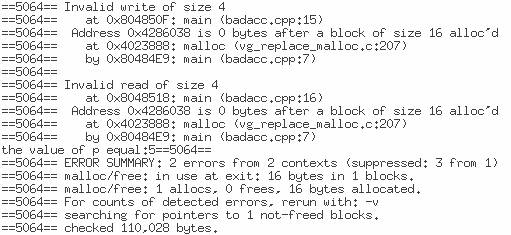 ==5064== Invalid write of size 4
==5064==    at 0x804850F: main (badacc.cpp:15)
==5064==  Address 0x4286038 is 0 bytes after a block of size 16 alloc'd
==5064==    at 0x4023888: malloc (vg_replace_malloc.c:207)
==5064==    by 0x80484E9: main (badacc.cpp:7)
==5064==
==5064== Invalid read of size 4
==5064==    at 0x8048518: main (badacc.cpp:16)
==5064==  Address 0x4286038 is 0 bytes after a block of size 16 alloc'd
==5064==    at 0x4023888: malloc (vg_replace_malloc.c:207)
==5064==    by 0x80484E9: main (badacc.cpp:7)
the value of p equal:5==5064==
==5064== ERROR SUMMARY: 2 errors from 2 contexts (suppressed: 3 from 1)
==5064== malloc/free: in use at exit: 16 bytes in 1 blocks.
==5064== malloc/free: 1 allocs, 0 frees, 16 bytes allocated.
==5064== For counts of detected errors, rerun with: -v
==5064== searching for pointers to 1 not-freed blocks.
==5064== checked 110,028 bytes.